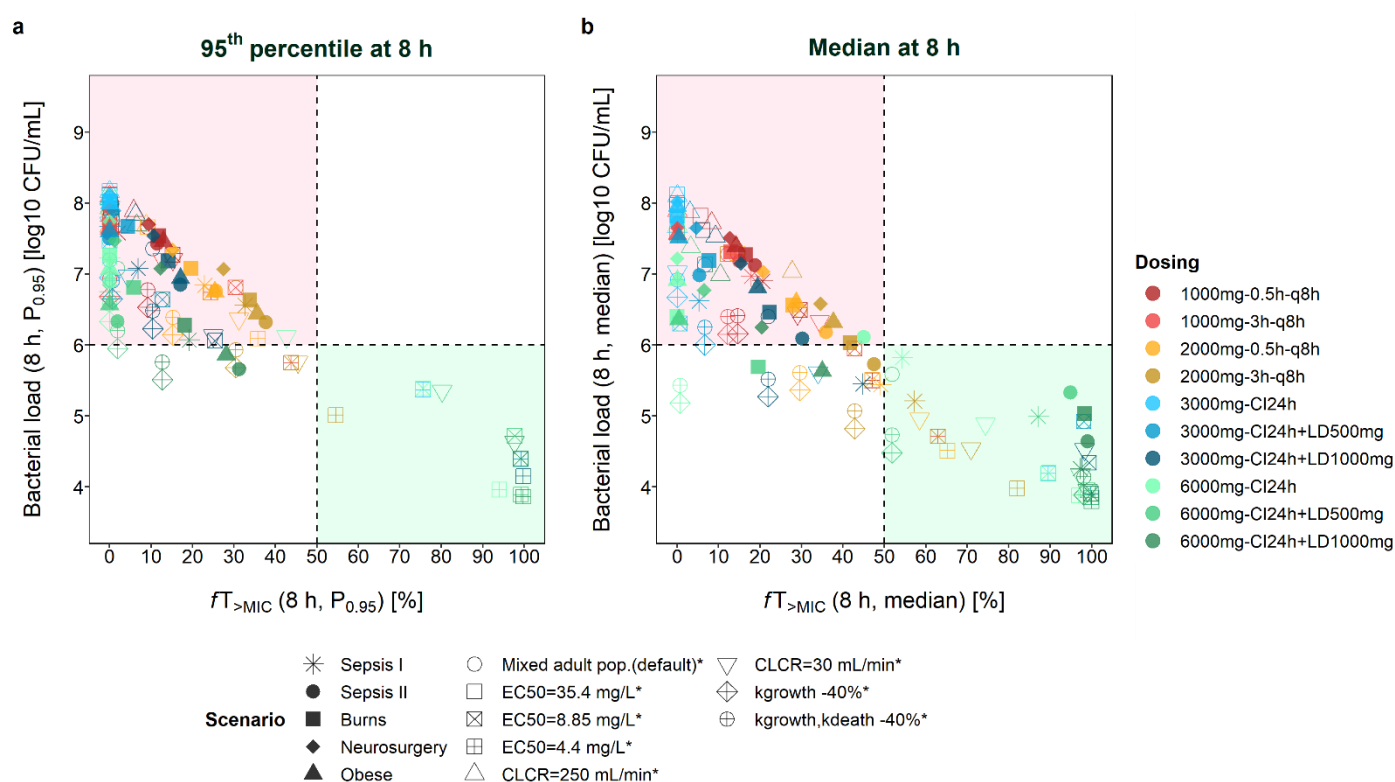 a
95th percentile at 8 h
Bacterial load (8 h, P0.95) [log10 CFU/mL]
9
8
7
6
5
4
0 10 20 30 40 50 60 70 80 90 100
fT>MIC (8 h, P0.95) [%]
b
Median at 8 h
Bacterial load (8 h, median) [log10 CFU/mL]
9
8
7
6
5
4
0 10 20 30 40 50 60 70 80 90 100
fT>MIC (8 h, median) [%]
Dosing
1000mg-0.5h-q8h
1000mg-3h-q8h
2000mg-0.5h-q8h
2000mg-3h-q8h
3000mg-CI24h
3000mg-CI24h+LD500mg
3000mg-CI24h+LD1000mg
6000mg-CI24h
6000mg-CI24h+LD500mg
6000mg-CI24h+LD1000mg
Scenario
Sepsis I
Sepsis II
Burns
Neurosurgery
Obese
Mixed adult pop.(default)*
EC50=35.4 mg/L*
EC50=8.85 mg/L*
EC50=4.4 mg/L*
CLCR=250 mL/min*
CLCR=30 mL/min*
kgrowth -40%*
kgrowth,kdeath -40%*